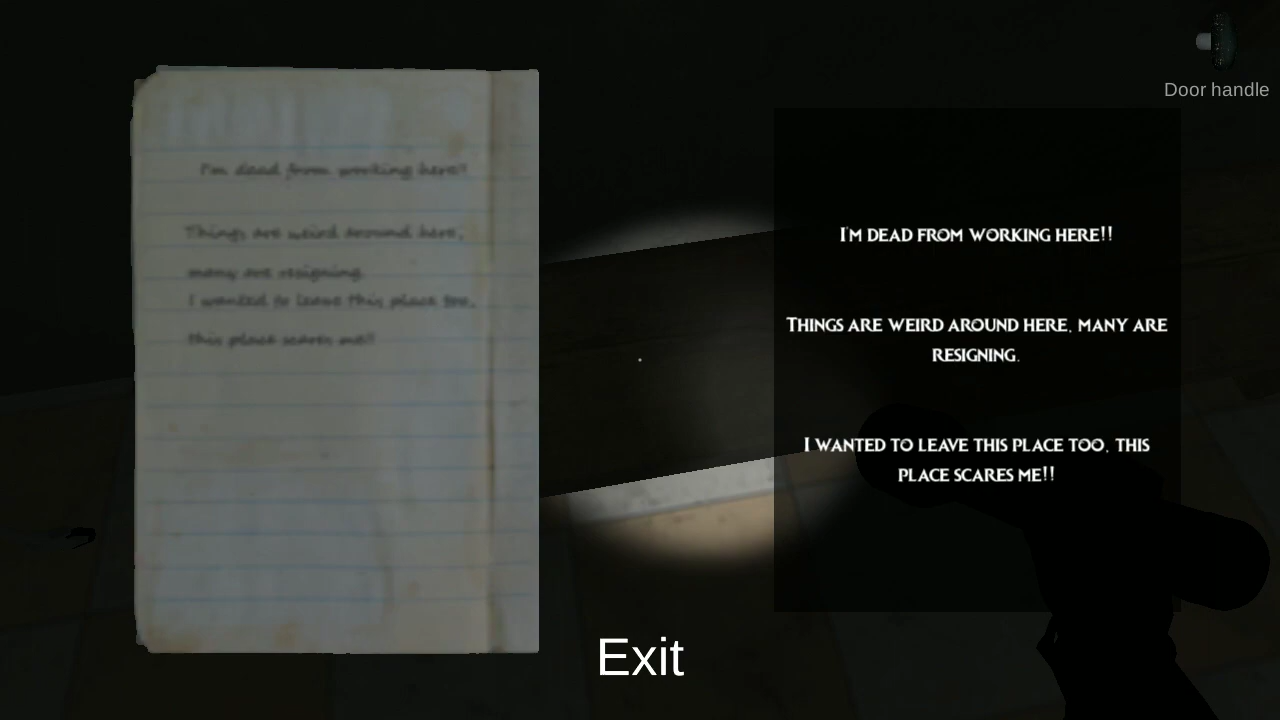 Door handle
I'm dead from working here!!
Things are weird around here,
many are resigning.
I wanted to leave this place too,
this place scares me!!
I'M DEAD FROM WORKING HERE!!
THINGS ARE WEIRD AROUND HERE, MANY ARE
RESIGNING.
I WANTED TO LEAVE THIS PLACE TOO, THIS
PLACE SCARES ME!!
Exit